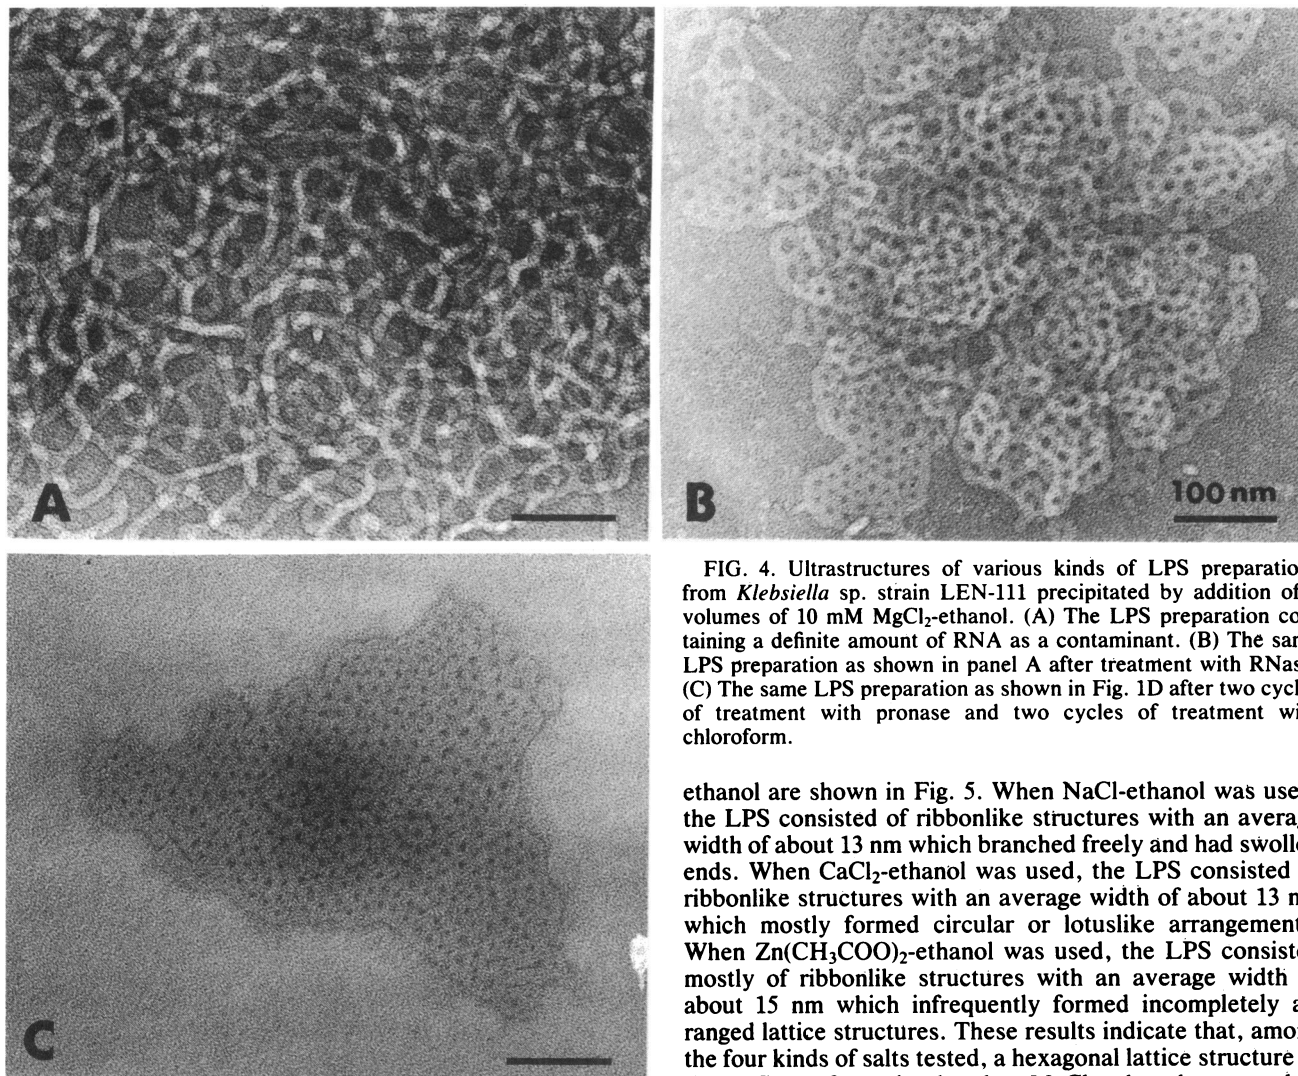 A
B
100 nm
C
FIG. 4. Ultrastructures of various kinds of LPS preparatio
from Klebsiella sp. strain LEN-111 precipitated by addition of
volumes of 10 mM MgCl₂-ethanol. (A) The LPS preparation co
taining a definite amount of RNA as a contaminant. (B) The sam
LPS preparation as shown in panel A after treatment with RNas
(C) The same LPS preparation as shown in Fig. 1D after two cycl
of treatment with pronase and two cycles of treatment wi
chloroform.
ethanol are shown in Fig. 5. When NaCl-ethanol was use
the LPS consisted of ribbonlike structures with an averag
width of about 13 nm which branched freely and had swolle
ends. When CaCl₂-ethanol was used, the LPS consisted
ribbonlike structures with an average width of about 13 n
which mostly formed circular or lotuslike arrangement
When Zn(CH₃COO)₂-ethanol was used, the LPS consiste
mostly of ribbonlike structures with an average width
about 15 nm which infrequently formed incompletely a
ranged lattice structures. These results indicate that, amon
the four kinds of salts tested, a hexagonal lattice structure